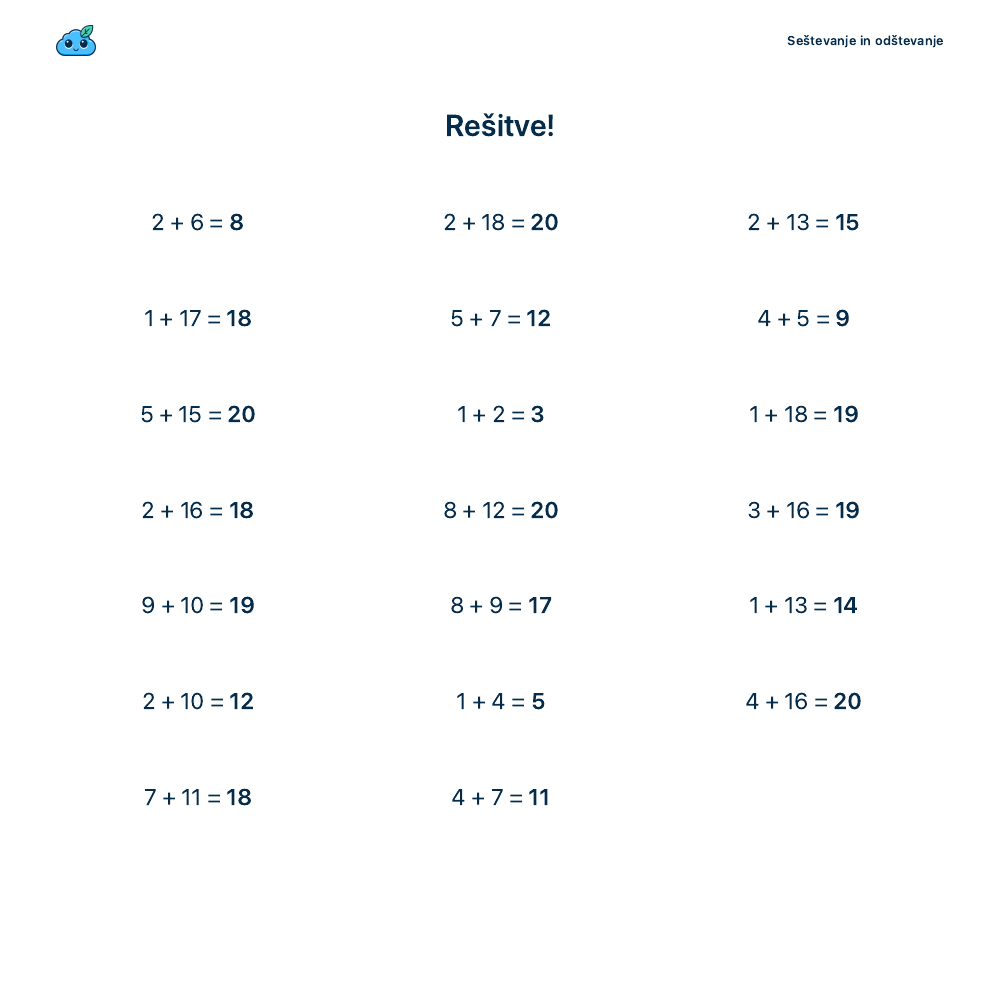 Seštevanje in odštevanje
Rešitve!
2 + 6 = 8
2 + 18 = 20
2 + 13 = 15
1 + 17 = 18
5 + 7 = 12
4 + 5 = 9
5 + 15 = 20
1 + 2 = 3
1 + 18 = 19
2 + 16 = 18
8 + 12 = 20
3 + 16 = 19
9 + 10 = 19
8 + 9 = 17
1 + 13 = 14
2 + 10 = 12
1 + 4 = 5
4 + 16 = 20
7 + 11 = 18
4 + 7 = 11